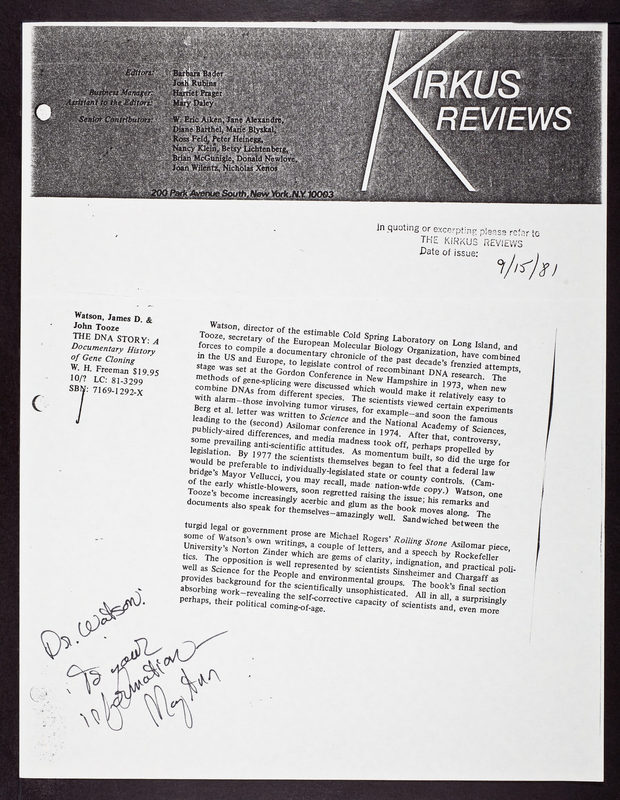 KIRKUS
REVIEWS
Editors: Barbara Bader
Josh Rubins
Business Manager: Harriet Prager
Assistant to the Editors: Mary Daley
Senior Contributors: W. Eric Aiken, Jane Alexandre,
Diane Barthel, Marie Blyskal,
Ross Feld, Peter Heinegg,
Nancy Klein, Betsy Lichtenberg,
Brian McGunigle, Donald Newlove,
Joan Wilentz, Nicholas Xenos
200 Park Avenue South, New York, N.Y. 10003
In quoting or excerpting please refer to
THE KIRKUS REVIEWS
Date of issue:
9/15/81
Watson, James D. &
John Tooze
THE DNA STORY: A
Documentary History
of Gene Cloning
W. H. Freeman $19.95
10/? LC: 81-3299
SBN: 7169-1292-X
Watson, director of the estimable Cold Spring Laboratory on Long Island, and
Tooze, secretary of the European Molecular Biology Organization, have combined
forces to compile a documentary chronicle of the past decade's frenzied attempts,
in the US and Europe, to legislate control of recombinant DNA research. The
stage was set at the Gordon Conference in New Hampshire in 1973, when new
methods of gene-splicing were discussed which would make it relatively easy to
combine DNAs from different species. The scientists viewed certain experiments
with alarm—those involving tumor viruses, for example—and soon the famous
Berg et al. letter was written to Science and the National Academy of Sciences,
leading to the (second) Asilomar conference in 1974. After that, controversy,
publicly-aired differences, and media madness took off, perhaps propelled by
some prevailing anti-scientific attitudes. As momentum built, so did the urge for
legislation. By 1977 the scientists themselves began to feel that a federal law
would be preferable to individually-legislated state or county controls. (Cam-
bridge's Mayor Vellucci, you may recall, made nation-wide copy.) Watson, one
of the early whistle-blowers, soon regretted raising the issue; his remarks and
Tooze's become increasingly acerbic and glum as the book moves along. The
documents also speak for themselves—amazingly well. Sandwiched between the
turgid legal or government prose are Michael Rogers' Rolling Stone Asilomar piece,
some of Watson's own writings, a couple of letters, and a speech by Rockefeller
University's Norton Zinder which are gems of clarity, indignation, and practical poli-
tics. The opposition is well represented by scientists Sinsheimer and Chargaff as
well as Science for the People and environmental groups. The book's final section
provides background for the scientifically unsophisticated. All in all, a surprisingly
absorbing work—revealing the self-corrective capacity of scientists and, even more
perhaps, their political coming-of-age.
Dr. Watson:
to your
information